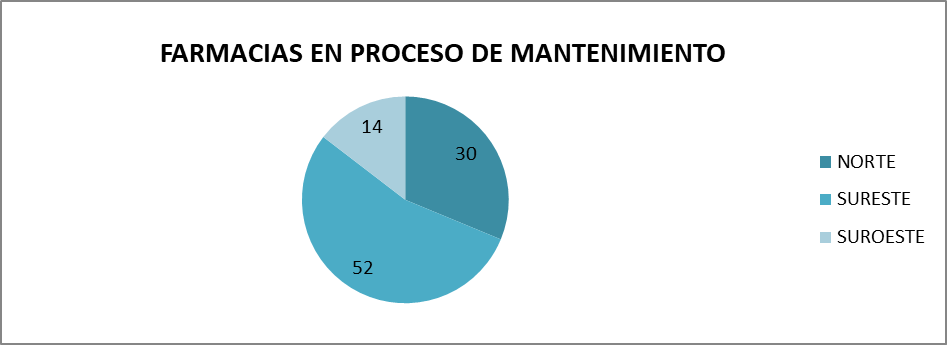 FARMACIAS EN PROCESO DE MANTENIMIENTO
14
30
52
NORTE
SURESTE
SUROESTE